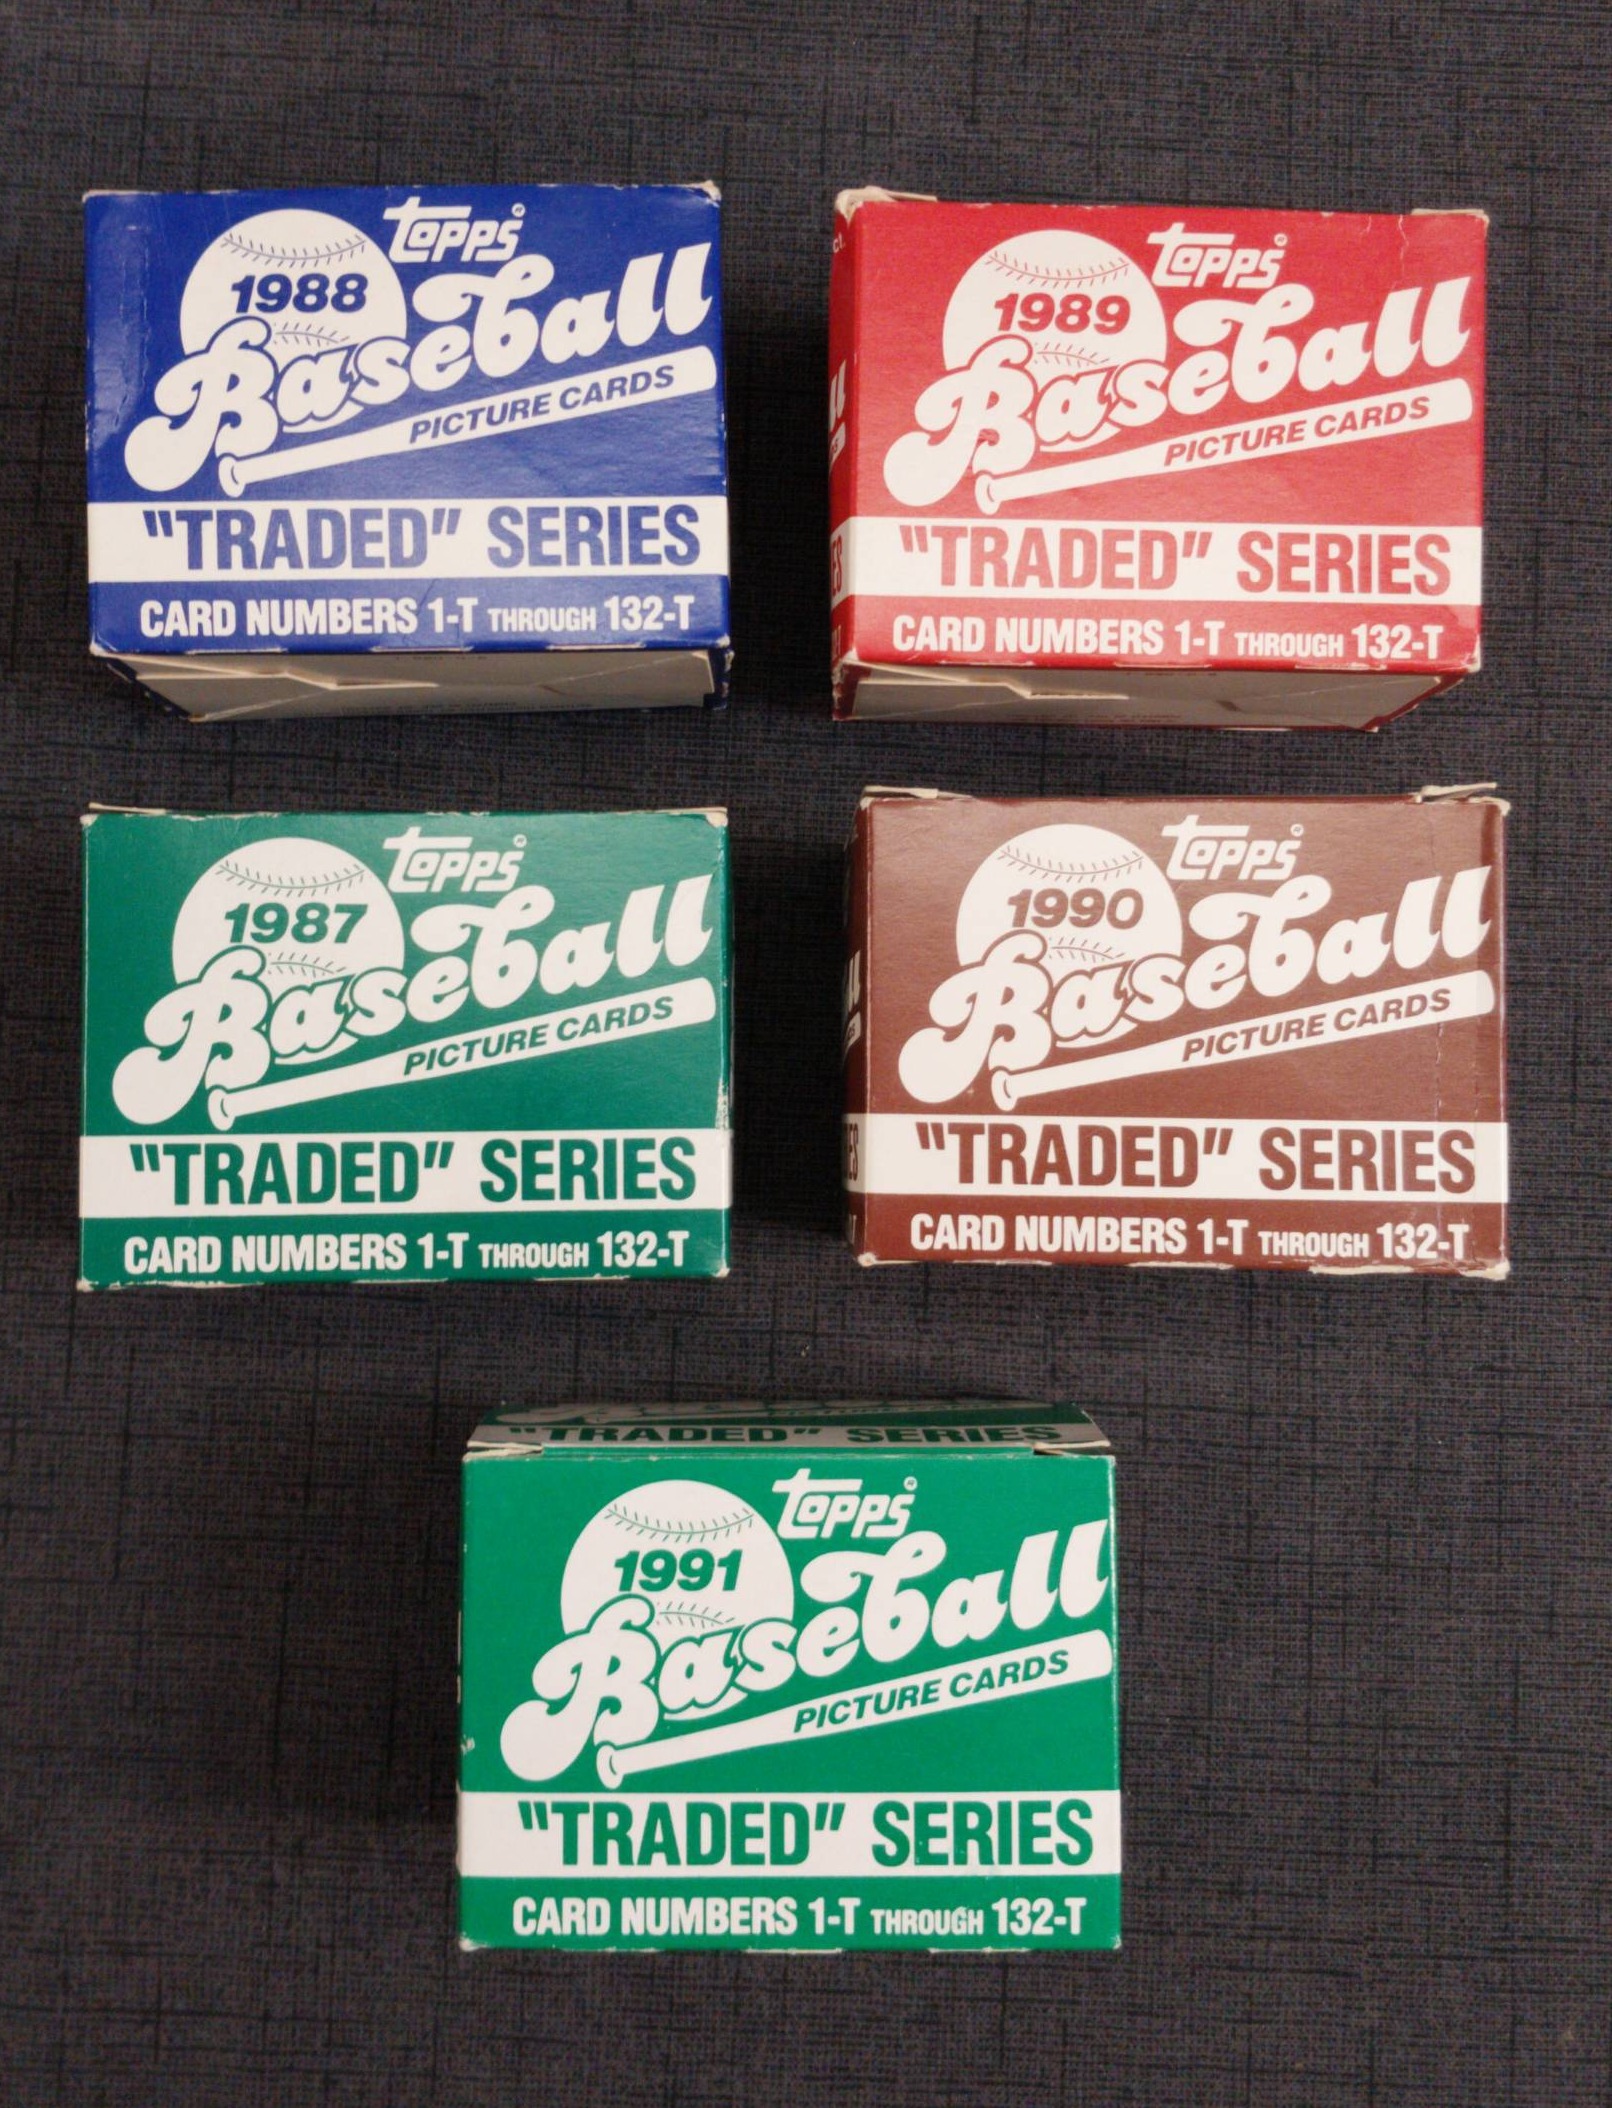 Topps
1988
Baseball
PICTURE CARDS
"TRADED" SERIES
CARD NUMBERS 1-T THROUGH 132-T
Topps
1989
Baseball
PICTURE CARDS
"TRADED" SERIES
CARD NUMBERS 1-T THROUGH 132-T
Topps
1987
Baseball
PICTURE CARDS
"TRADED" SERIES
CARD NUMBERS 1-T THROUGH 132-T
Topps
1990
Baseball
PICTURE CARDS
"TRADED" SERIES
CARD NUMBERS 1-T THROUGH 132-T
"TRADED" SERIES
Topps
1991
Baseball
PICTURE CARDS
"TRADED" SERIES
CARD NUMBERS 1-T THROUGH 132-T